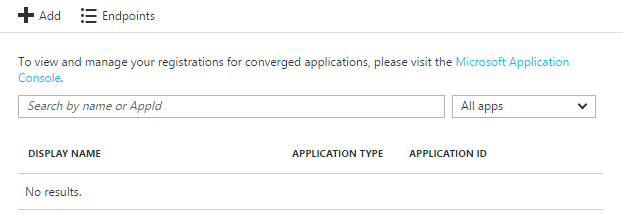 Add Endpoints
To view and manage your registrations for converged applications, please visit the Microsoft Application
Console.
Search by name or AppId All apps
DISPLAY NAME APPLICATION TYPE APPLICATION ID
No results.